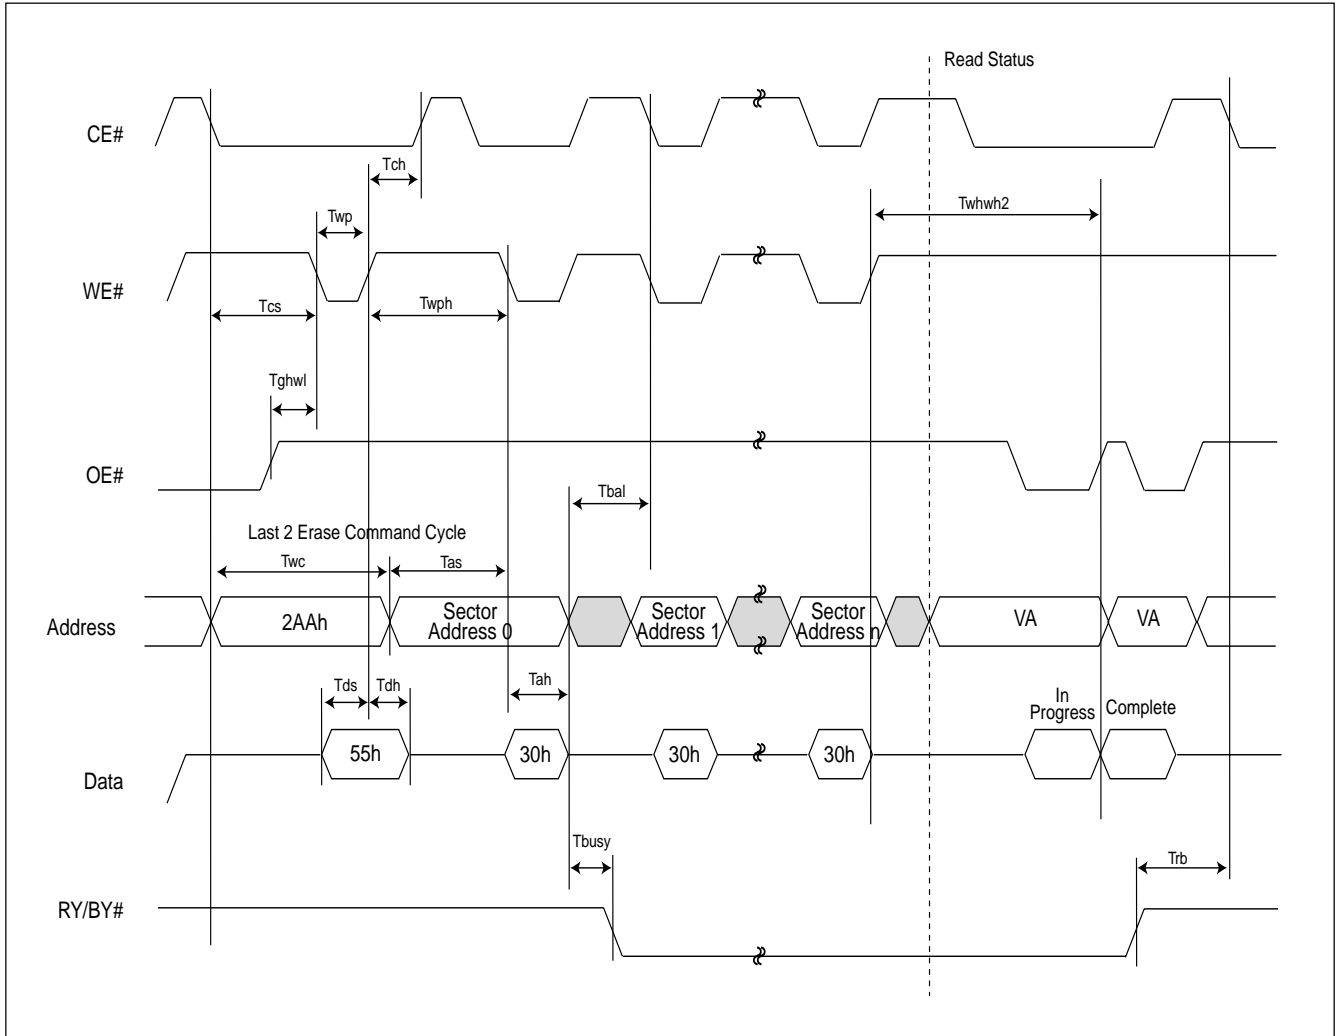 Read Status
CE#
Tch
Twhwh2
Twp
WE#
Tcs
Twph
Tghwl
OE#
Tbal
Last 2 Erase Command Cycle
Twc
Tas
Address
2AAh
Sector
Address 0
Sector
Address 1
Sector
Address n
VA
VA
Tds
Tdh
Tah
In
Progress
Complete
Data
55h
30h
30h
30h
Tbusy
Trb
RY/BY#